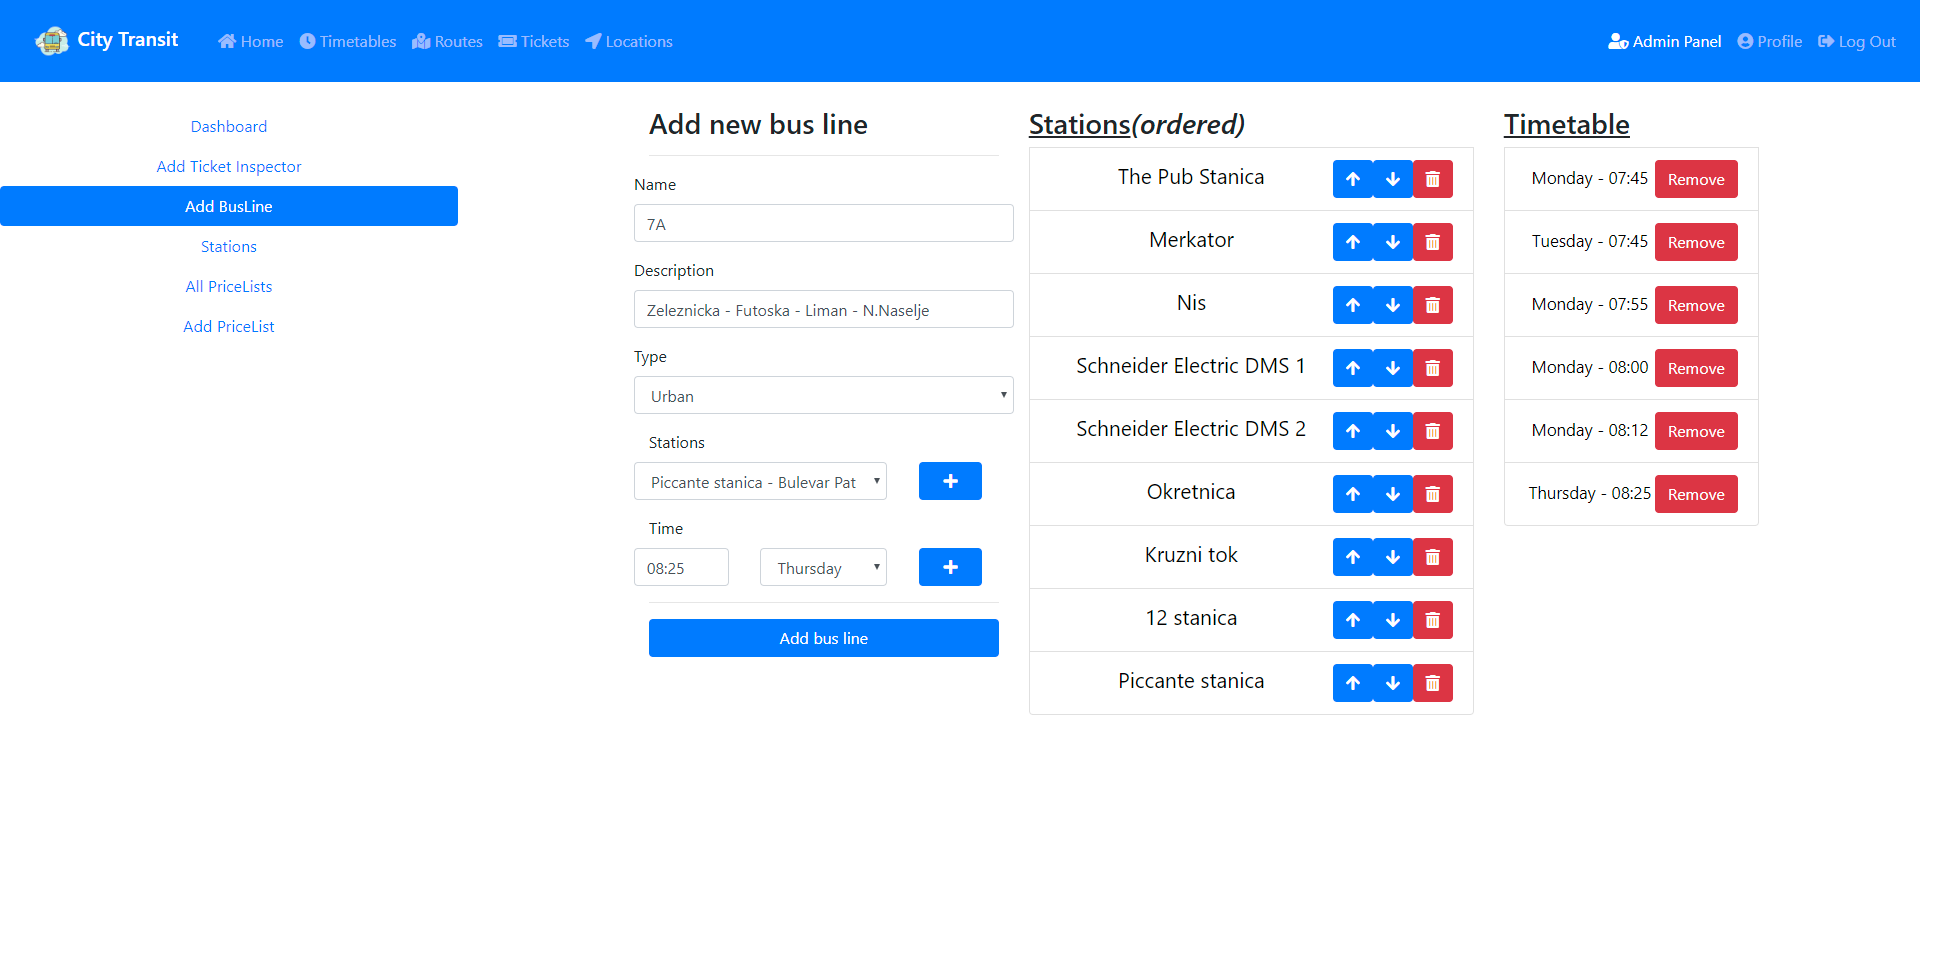 City Transit
Home
Timetables
Routes
Tickets
Locations
Admin Panel
Profile
Log Out
Dashboard
Add Ticket Inspector
Add BusLine
Stations
All PriceLists
Add PriceList
Add new bus line
Name
7A
Description
Zeleznicka - Futoska - Liman - N.Naselje
Type
Urban
Stations
Piccante stanica - Bulevar Pat
Time
08:25
Thursday
Add bus line
Stations(ordered)
The Pub Stanica
Merkator
Nis
Schneider Electric DMS 1
Schneider Electric DMS 2
Okretnica
Kruzni tok
12 stanica
Piccante stanica
Timetable
Monday - 07:45 Remove
Tuesday - 07:45 Remove
Monday - 07:55 Remove
Monday - 08:00 Remove
Monday - 08:12 Remove
Thursday - 08:25 Remove